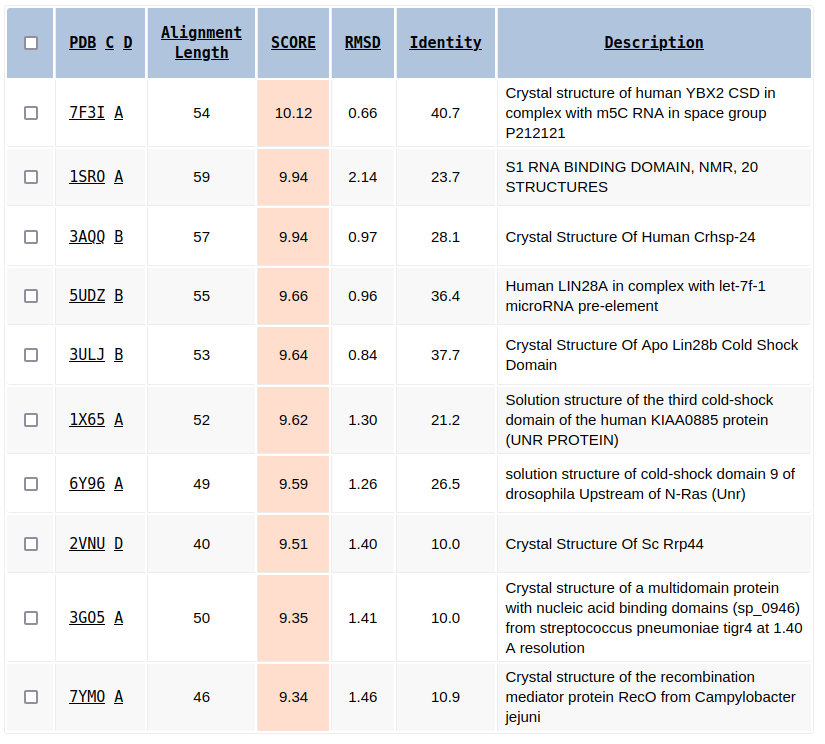 PDB C D Alignment Length SCORE RMSD Identity Description
7F3I A 54 10.12 0.66 40.7 Crystal structure of human YBX2 CSD in
complex with m5C RNA in space group
P212121
1SRO A 59 9.94 2.14 23.7 S1 RNA BINDING DOMAIN, NMR, 20
STRUCTURES
3AQQ B 57 9.94 0.97 28.1 Crystal Structure Of Human Crhsp-24
5UDZ B 55 9.66 0.96 36.4 Human LIN28A in complex with let-7f-1
microRNA pre-element
3ULJ B 53 9.64 0.84 37.7 Crystal Structure Of Apo Lin28b Cold Shock
Domain
1X65 A 52 9.62 1.30 21.2 Solution structure of the third cold-shock
domain of the human KIAA0885 protein
(UNR PROTEIN)
6Y96 A 49 9.59 1.26 26.5 solution structure of cold-shock domain 9 of
drosophila Upstream of N-Ras (Unr)
2VNU D 40 9.51 1.40 10.0 Crystal Structure Of Sc Rrp44
3GO5 A 50 9.35 1.41 10.0 Crystal structure of a multidomain protein
with nucleic acid binding domains (sp_0946)
from streptococcus pneumoniae tigr4 at 1.40
A resolution
7YMO A 46 9.34 1.46 10.9 Crystal structure of the recombination
mediator protein RecO from Campylobacter
jejuni